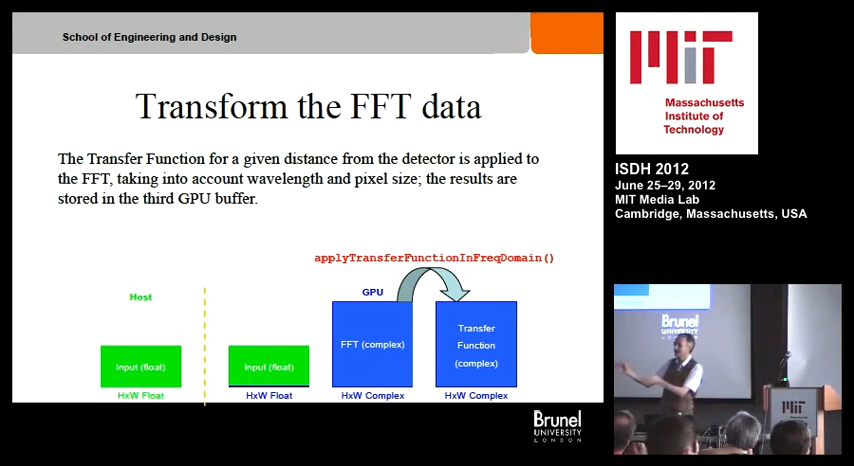 School of Engineering and Design
Transform the FFT data
The Transfer Function for a given distance from the detector is applied to
the FFT, taking into account wavelength and pixel size; the results are
stored in the third GPU buffer.
applyTransferFunctionInFreqDomain()
Host
GPU
Input (float)
Input (float)
FFT (complex)
Transfer
Function
(complex)
HxW Float
HxW Float
HxW Complex
HxW Complex
Brunel
UNIVERSITY
LONDON
MIT
Massachusetts
Institute of
Technology
ISDH 2012
June 25–29, 2012
MIT Media Lab
Cambridge, Massachusetts, USA
Brunel
UNIVERSITY
LONDON
MIT